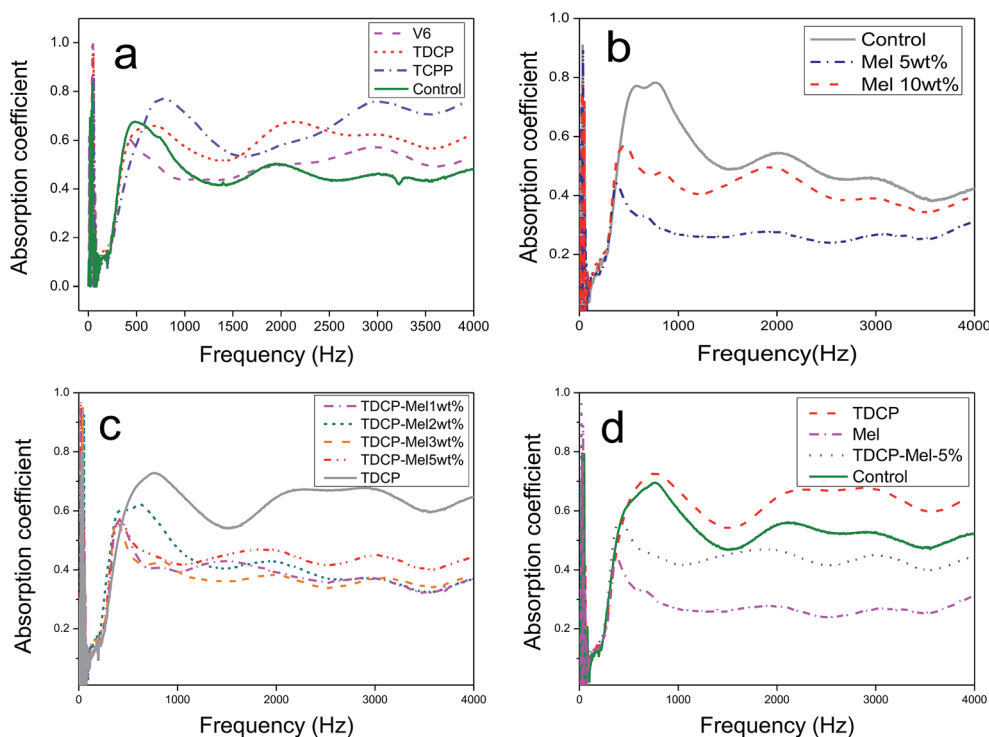 a
V6
TDCP
TCPP
Control
1.0
0.8
0.6
0.4
0.2
0.0
Absorption coefficient
0 500 1000 1500 2000 2500 3000 3500 4000
Frequency (Hz)
b
Control
Mel 5wt%
Mel 10wt%
1.0
0.8
0.6
0.4
0.2
Absorption coefficient
0 1000 2000 3000 4000
Frequency(Hz)
c
TDCP-Mel1wt%
TDCP-Mel2wt%
TDCP-Mel3wt%
TDCP-Mel5wt%
TDCP
1.0
0.8
0.6
0.4
0.2
Absorption coefficient
0 1000 2000 3000 4000
Frequency (Hz)
d
TDCP
Mel
TDCP-Mel-5%
Control
1.0
0.8
0.6
0.4
0.2
Absorption coefficient
0 1000 2000 3000 4000
Frequency (Hz)